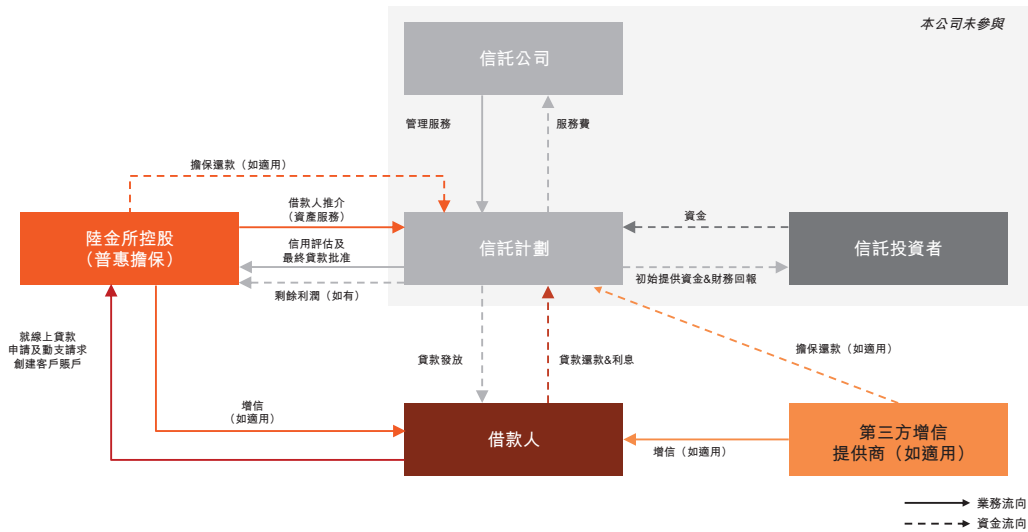 本公司未參與
信託公司
管理服務
服務費
擔保還款（如適用）
借款人推介
（資產服務）
資金
陸金所控股
（普惠擔保）
信託計劃
信託投資者
信用評估及
最終貸款批准
初始提供資金&財務回報
剩餘利潤（如有）
就線上貸款
申請及動支請求
創建客戶賬戶
貸款發放
貸款還款&利息
擔保還款（如適用）
增信
（如適用）
借款人
增信（如適用）
第三方增信
提供商（如適用）
業務流向
資金流向